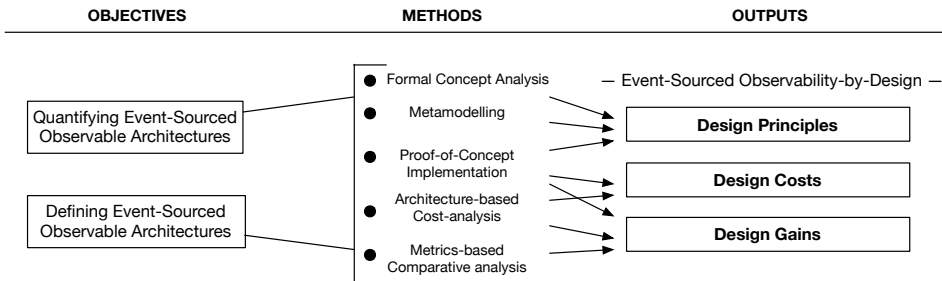 OBJECTIVES
METHODS
OUTPUTS
Quantifying Event-Sourced
Observable Architectures
Defining Event-Sourced
Observable Architectures
● Formal Concept Analysis
● Metamodelling
● Proof-of-Concept
Implementation
● Architecture-based
Cost-analysis
● Metrics-based
Comparative analysis
— Event-Sourced Observability-by-Design —
Design Principles
Design Costs
Design Gains